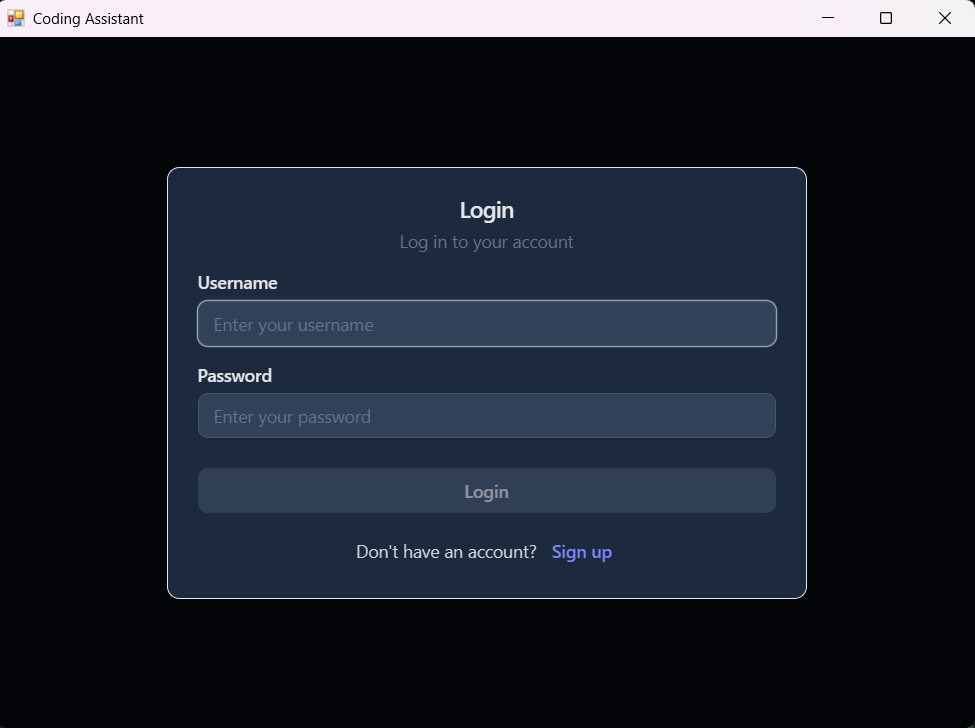 Coding Assistant
Login
Log in to your account
Username
Enter your username
Password
Enter your password
Login
Don't have an account? Sign up